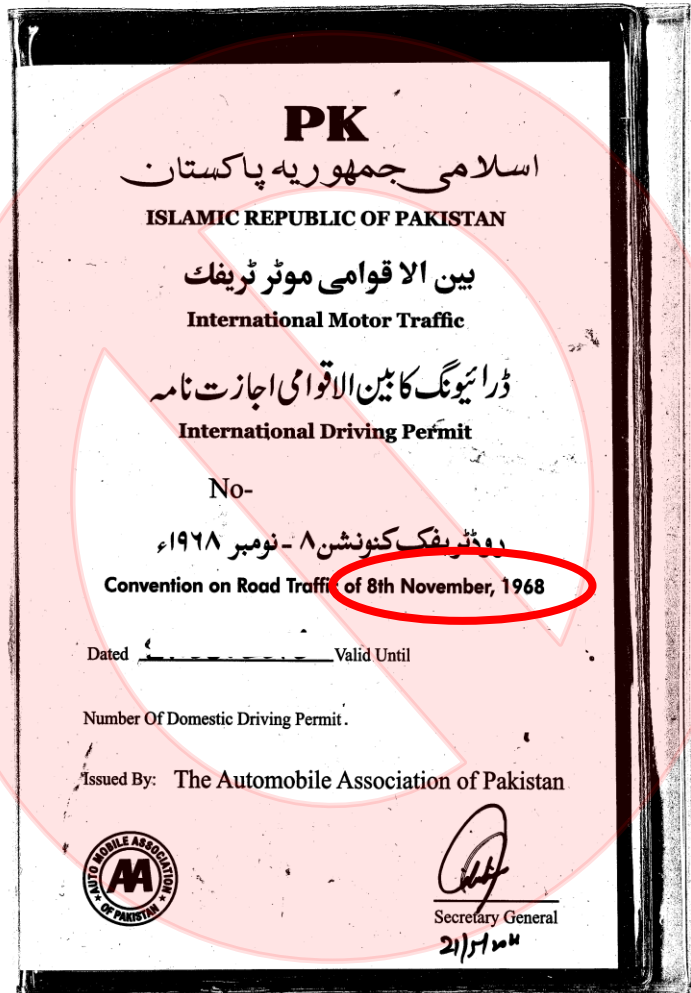 PK
اسلامی جمہوریہ پاکستان
ISLAMIC REPUBLIC OF PAKISTAN
بین الا قوامی موٹر ٹریفک
International Motor Traffic
ڈرائیونگ کا بین الاقوامی اجازت نامہ
International Driving Permit
No-
روڈ ٹریفک کنونشن ۸ - نومبر ۱۹۶۸ء
Convention on Road Traffic of 8th November, 1968
Dated Valid Until
Number Of Domestic Driving Permit.
Issued By: The Automobile Association of Pakistan
AUTOMOBILE ASSOCIATION
AA
OF PAKISTAN
Secretary General